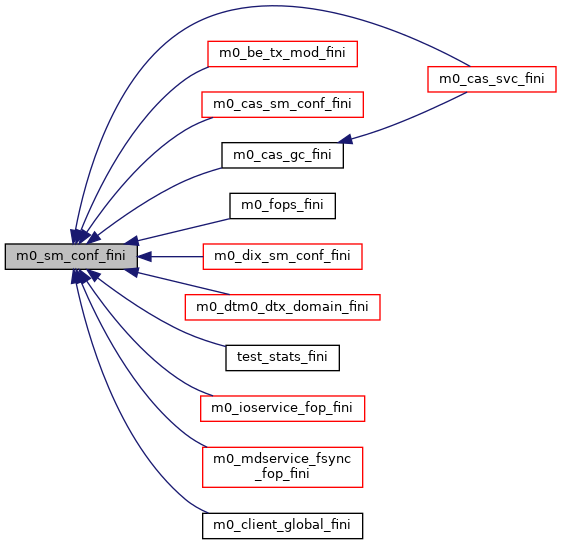 m0_be_tx_mod_fini
m0_cas_svc_fini
m0_cas_sm_conf_fini
m0_cas_gc_fini
m0_fops_fini
m0_sm_conf_fini
m0_dix_sm_conf_fini
m0_dtm0_dtx_domain_fini
test_stats_fini
m0_ioservice_fop_fini
m0_mdservice_fsync
_fop_fini
m0_client_global_fini